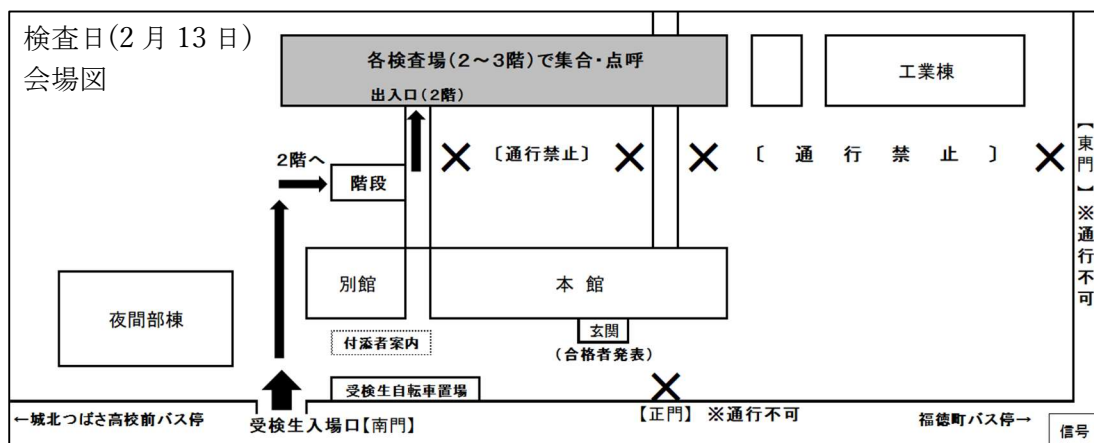 検査日(2月13日)
会場図
各検査場(2～3階)で集合・点呼
出入口(2階)
工業棟
2階へ
階段
〔通行禁止〕
〔 通 行 禁 止 〕
【東門】※通行不可
別館
本 館
夜間部棟
玄関
付添者案内
(合格者発表)
受検生自転車置場
←城北つばさ高校前バス停
受検生入場口【南門】
【正門】 ※通行不可
福徳町バス停→
信号